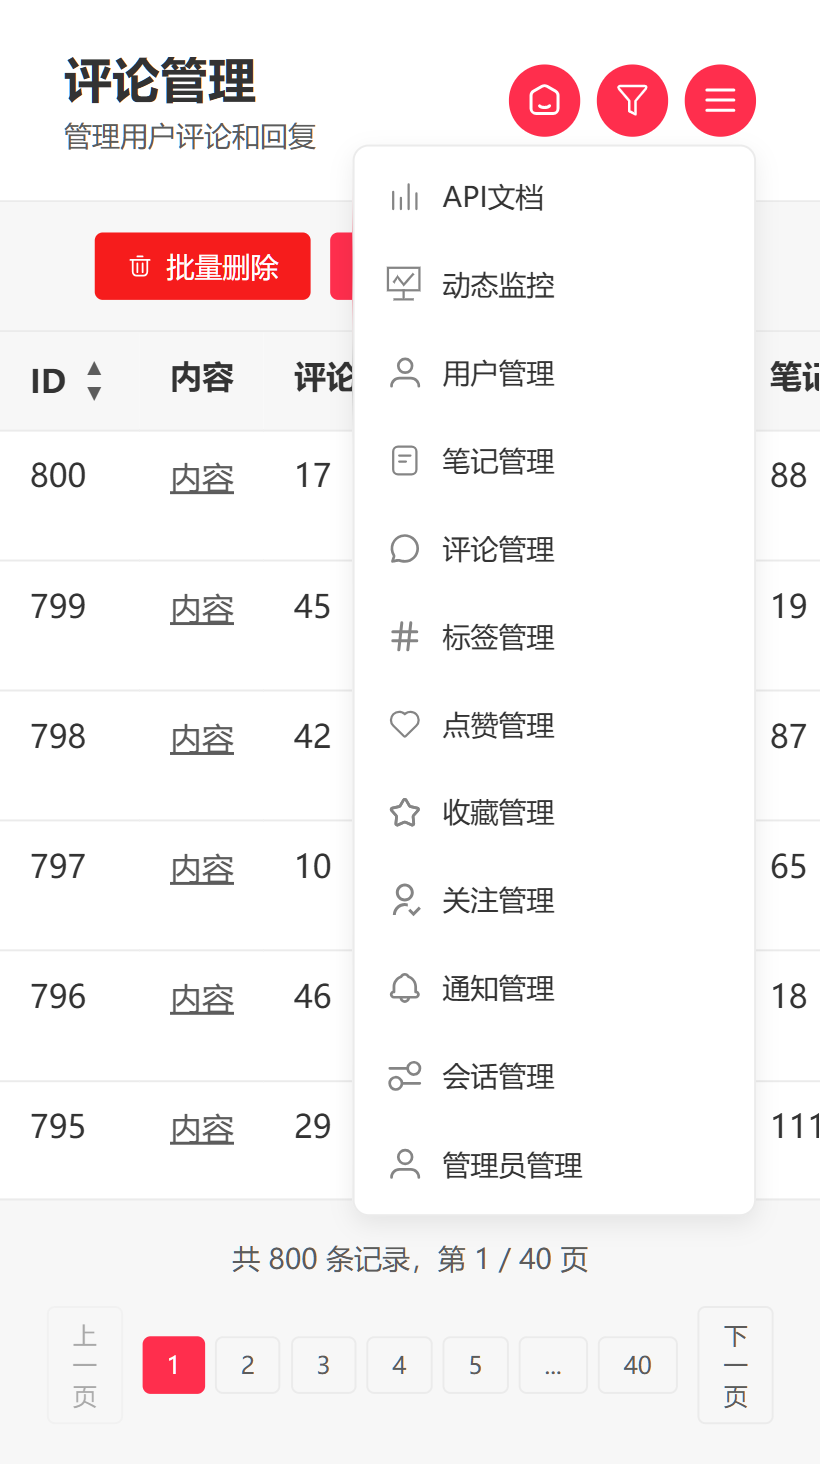 评论管理
管理用户评论和回复
API文档
动态监控
用户管理
笔记管理
评论管理
标签管理
点赞管理
收藏管理
关注管理
通知管理
会话管理
管理员管理
批量删除
ID 内容 评论 笔记
800 内容 17 88
799 内容 45 19
798 内容 42 87
797 内容 10 65
796 内容 46 18
795 内容 29 111
共 800 条记录，第 1 / 40 页
上一页 1 2 3 4 5 ... 40 下一页